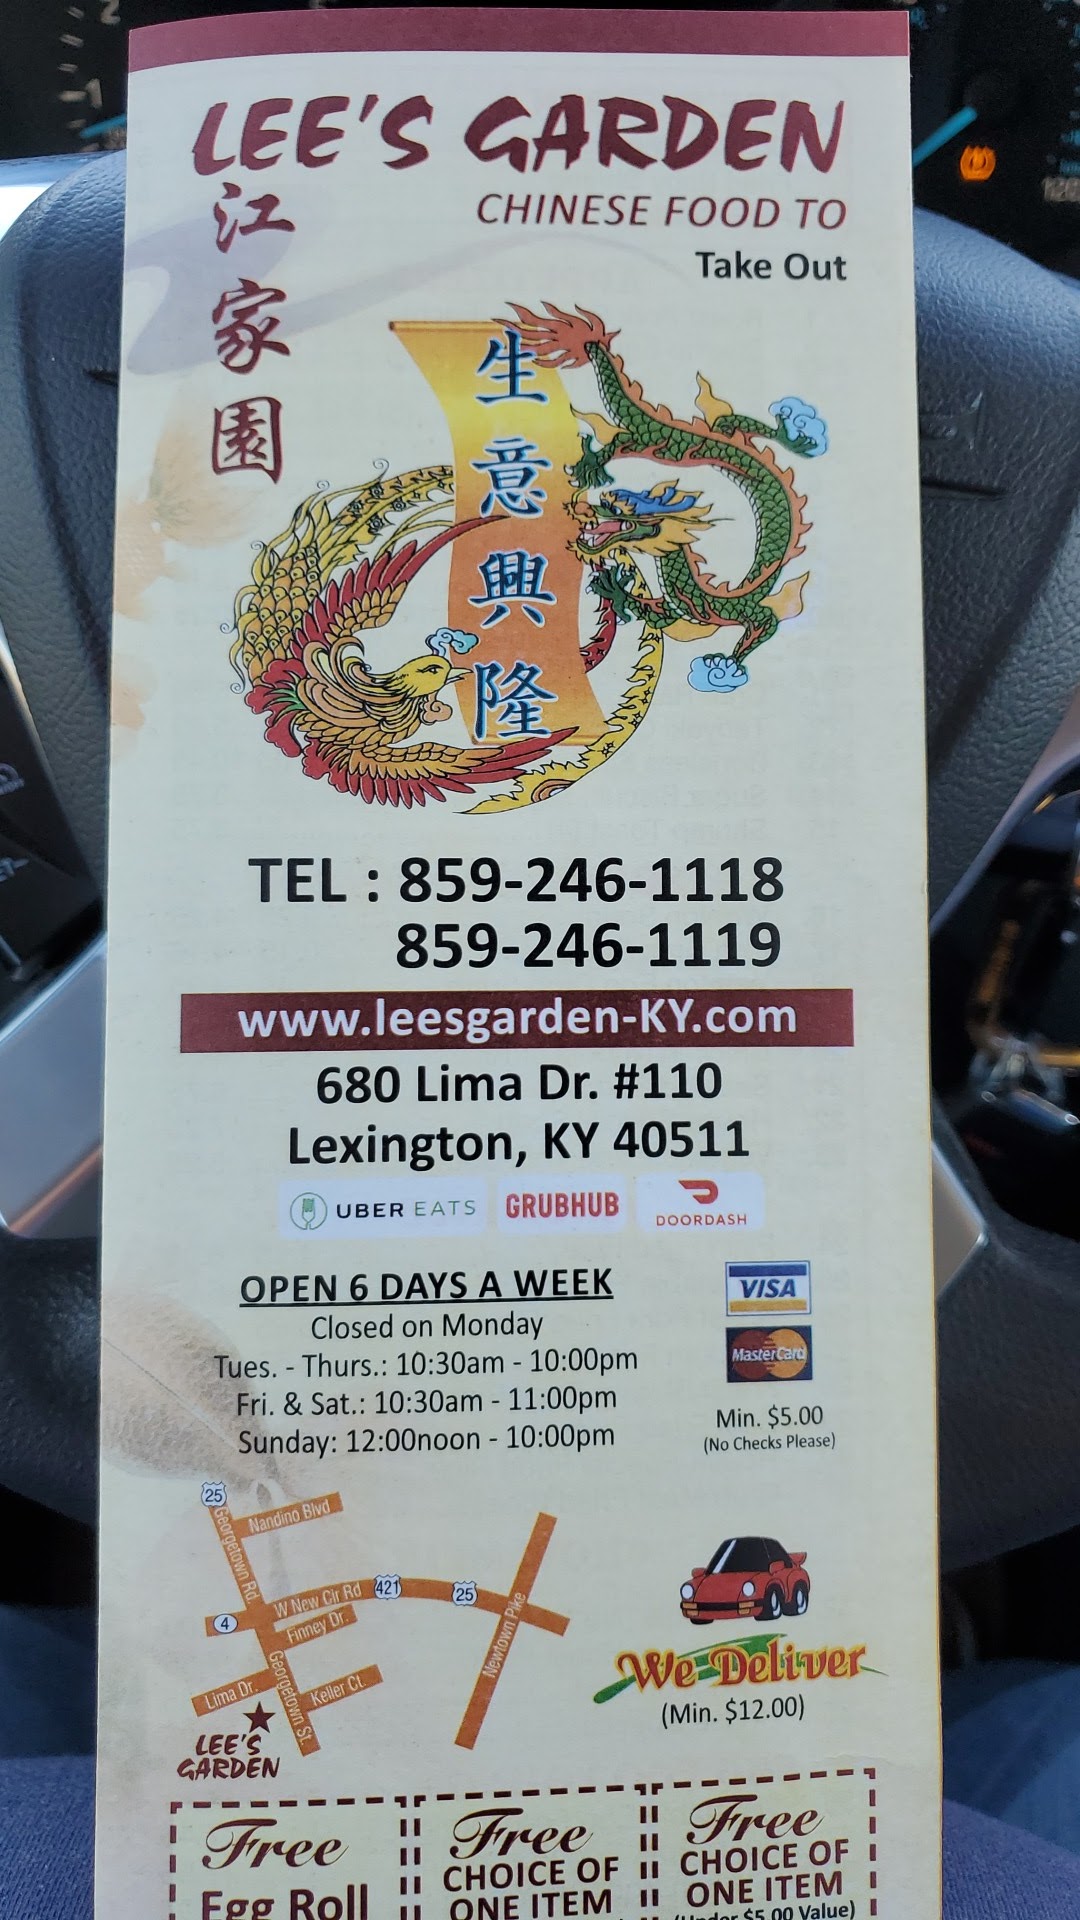 LEE'S GARDEN
江家園
CHINESE FOOD TO
Take Out
生意興隆
TEL : 859-246-1118
859-246-1119
www.leesgarden-KY.com
680 Lima Dr. #110
Lexington, KY 40511
UBER EATS
GRUBHUB
DOORDASH
OPEN 6 DAYS A WEEK
Closed on Monday
Tues. - Thurs.: 10:30am - 10:00pm
Fri. & Sat.: 10:30am - 11:00pm
Sunday: 12:00noon - 10:00pm
VISA
MasterCard
Min. $5.00
(No Checks Please)
25
Georgetown Rd.
Nandino Blvd
4
W New Cir Rd
421
25
Finney Dr.
Newtown Pike
Lima Dr.
Georgetown St.
Keller Ct.
LEE'S
GARDEN
We Deliver
(Min. $12.00)
Free
Egg Roll
Free
CHOICE OF
ONE ITEM
Free
CHOICE OF
ONE ITEM
(Under $5.00 Value)